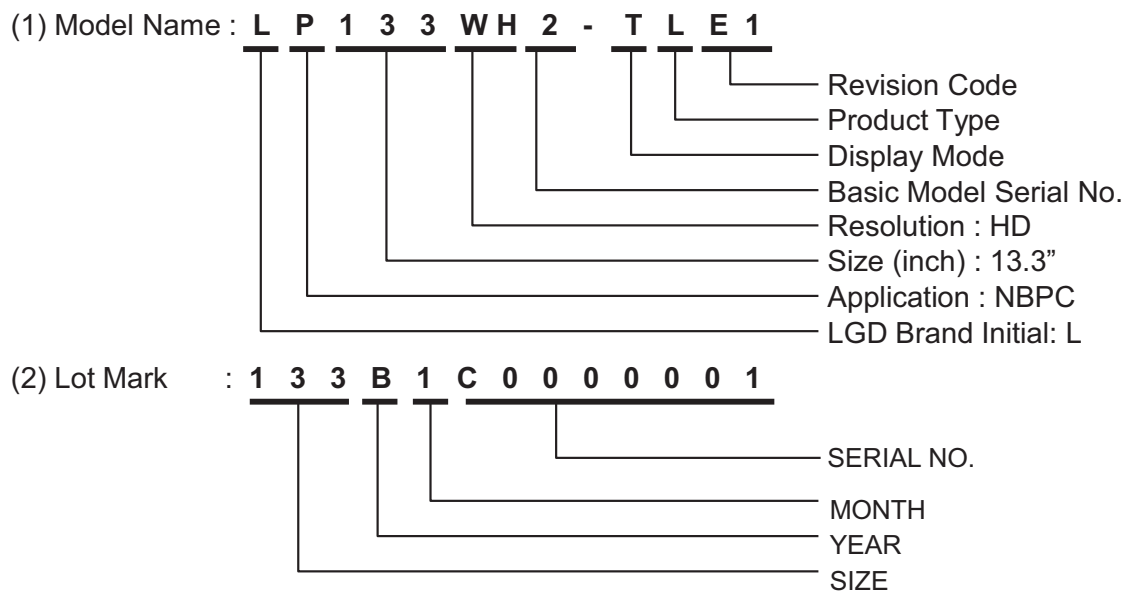 (1) Model Name : L P 1 3 3 W H 2 - T L E 1
Revision Code
Product Type
Display Mode
Basic Model Serial No.
Resolution : HD
Size (inch) : 13.3”
Application : NBPC
LGD Brand Initial: L
(2) Lot Mark : 1 3 3 B 1 C 0 0 0 0 0 0 1
SERIAL NO.
MONTH
YEAR
SIZE